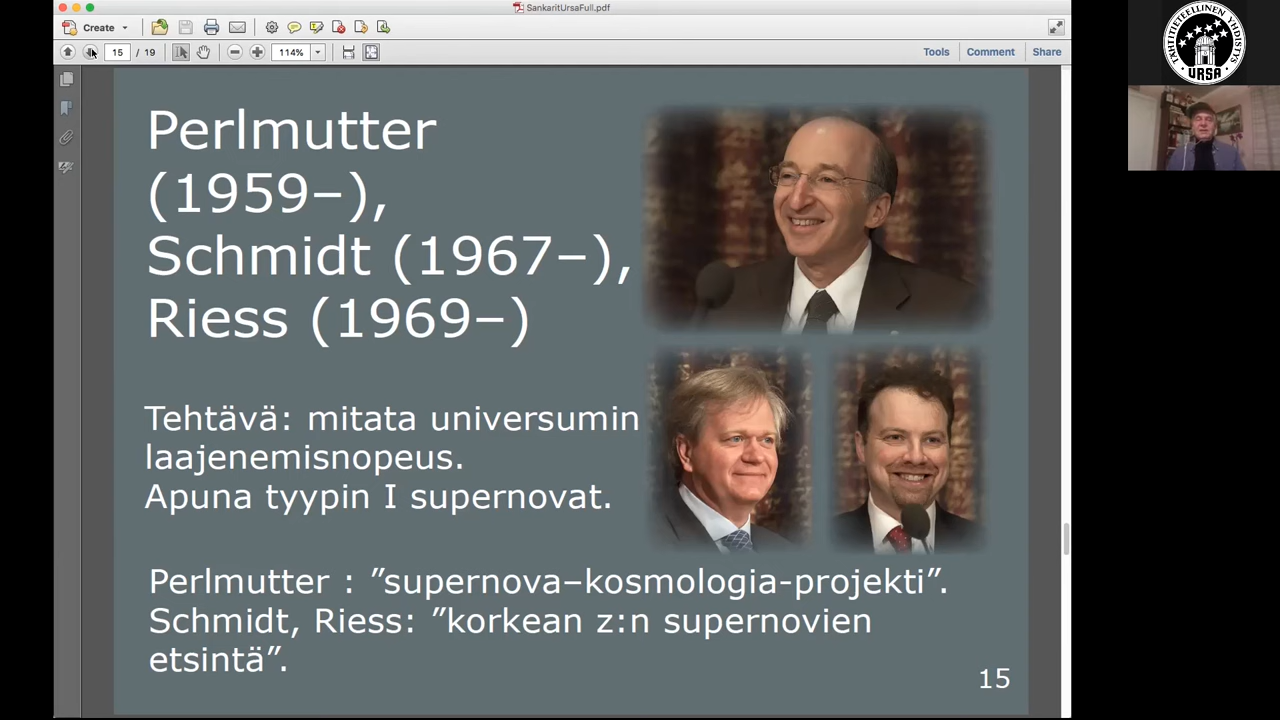 SankaritUrsaFull.pdf
Create
15 / 19
114%
Tools
Comment
Share
Perlmutter
(1959–),
Schmidt (1967–),
Riess (1969–)
Tehtävä: mitata universumin
laajenemisnopeus.
Apuna tyypin I supernovat.
Perlmutter : ”supernova–kosmologia-projekti”.
Schmidt, Riess: ”korkean z:n supernovien
etsintä”.
15
TÄHTITIETEELLINEN YHDISTYS
URSA